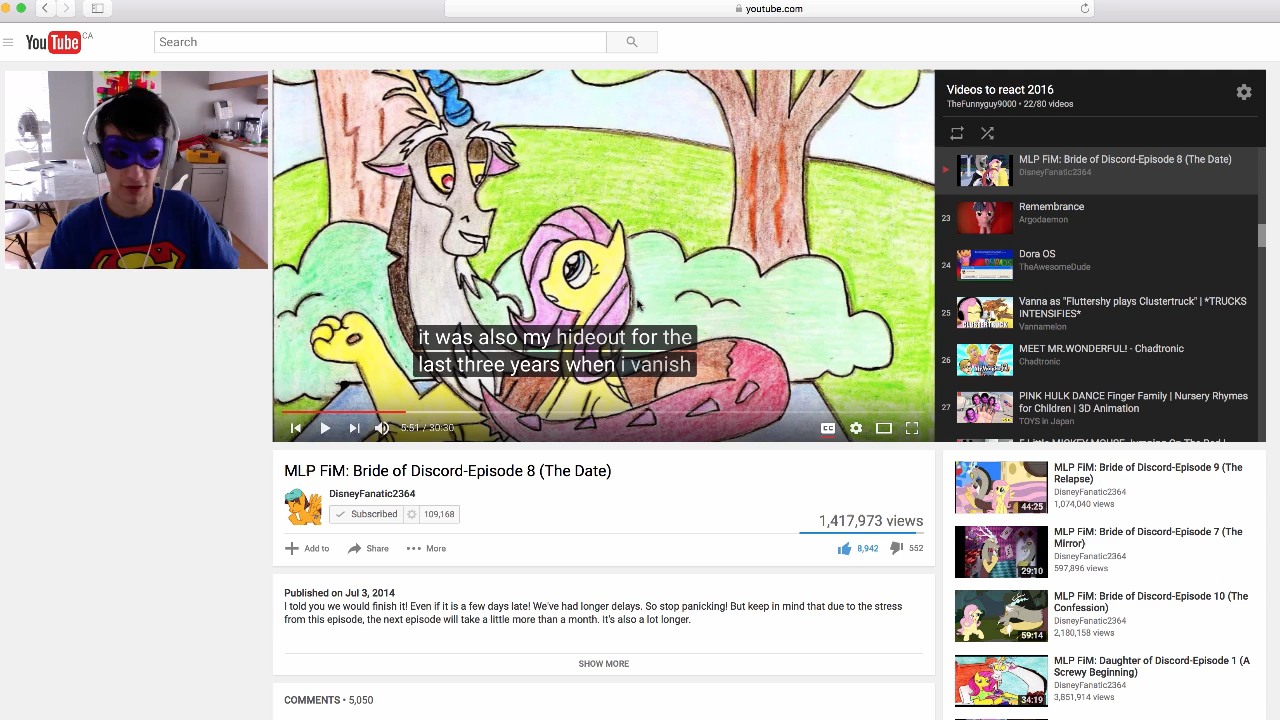 youtube.com
YouTube CA
Search
it was also my hideout for the
last three years when i vanish
5:51 / 30:30
CC
Videos to react 2016
TheFunnyguy9000 • 22/80 videos
MLP FiM: Bride of Discord-Episode 8 (The Date)
DisneyFanatic2364
23
Remembrance
Argodaemon
24
Dora OS
TheAwesomeDude
25
Vanna as "Fluttershy plays Clustertruck" | *TRUCKS
INTENSIFIES*
Vannamelon
CLUSTERTRUCK
26
MEET MR.WONDERFUL! - Chadtronic
Chadtronic
27
PINK HULK DANCE Finger Family | Nursery Rhymes
for Children | 3D Animation
TOYS in Japan
5 Little MICKEY MOUSE Jumping On The Bed |
MLP FiM: Bride of Discord-Episode 8 (The Date)
DisneyFanatic2364
Subscribed 109,168
1,417,973 views
Add to Share More
8,942 552
Published on Jul 3, 2014
I told you we would finish it! Even if it is a few days late! We've had longer delays. So stop panicking! But keep in mind that due to the stress
from this episode, the next episode will take a little more than a month. It's also a lot longer.
SHOW MORE
COMMENTS • 5,050
MLP FiM: Bride of Discord-Episode 9 (The
Relapse)
DisneyFanatic2364
1,074,040 views
44:25
MLP FiM: Bride of Discord-Episode 7 (The
Mirror)
DisneyFanatic2364
597,896 views
29:10
MLP FiM: Bride of Discord-Episode 10 (The
Confession)
DisneyFanatic2364
2,180,158 views
59:14
MLP FiM: Daughter of Discord-Episode 1 (A
Screwy Beginning)
DisneyFanatic2364
3,851,914 views
34:19